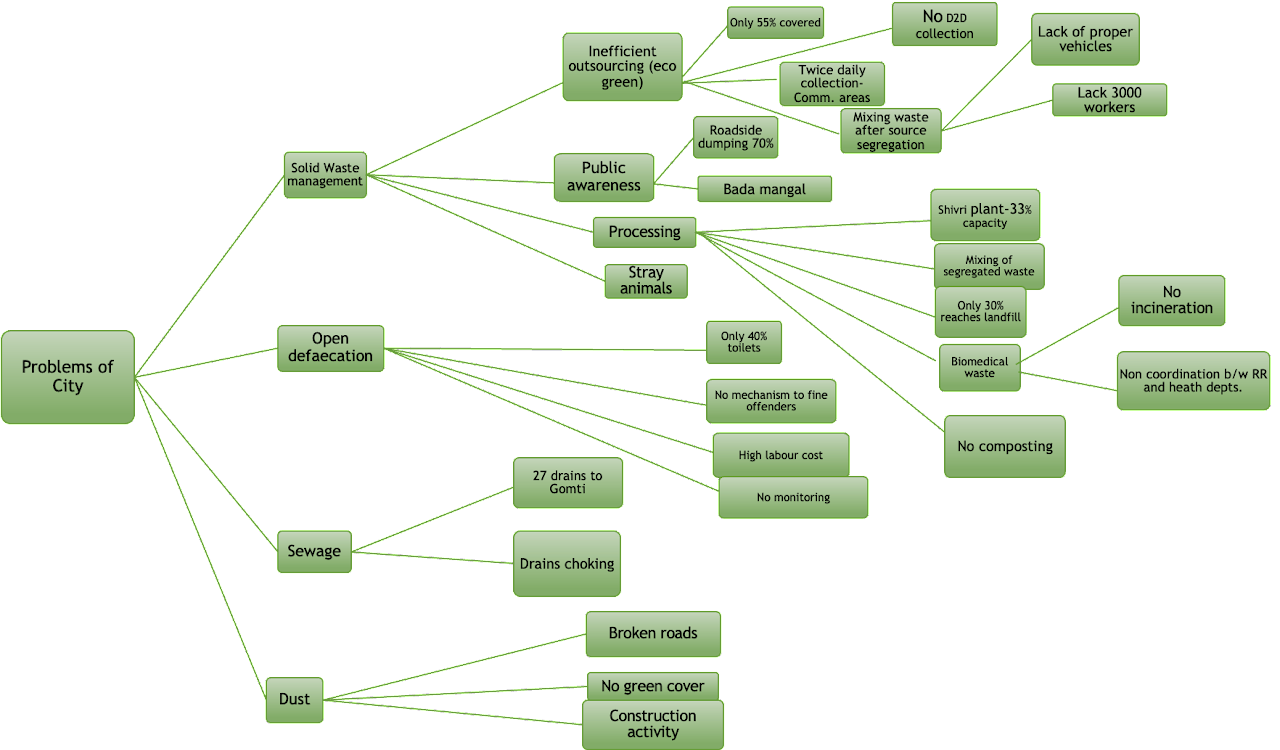 Problems of
City
Solid Waste
management
Inefficient
outsourcing (eco
green)
Only 55% covered
No D2D
collection
Twice daily
collection-
Comm. areas
Mixing waste
after source
segregation
Lack of proper
vehicles
Lack 3000
workers
Public
awareness
Roadside
dumping 70%
Bada mangal
Processing
Shivri plant-33%
capacity
Mixing of
segregated waste
Only 30%
reaches landfill
Biomedical
waste
No
incineration
Non coordination b/w RR
and heath depts.
No composting
Stray
animals
Open
defaecation
Only 40%
toilets
No mechanism to fine
offenders
High labour cost
No monitoring
Sewage
27 drains to
Gomti
Drains choking
Dust
Broken roads
No green cover
Construction
activity